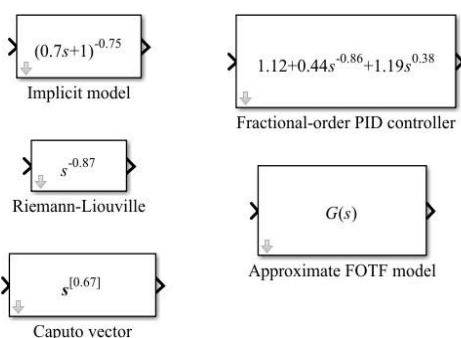 (0.7s+1)^-0.75
Implicit model
1.12+0.44s^-0.86+1.19s^0.38
Fractional-order PID controller
s^-0.87
Riemann-Liouville
G(s)
Approximate FOTF model
s^[0.67]
Caputo vector